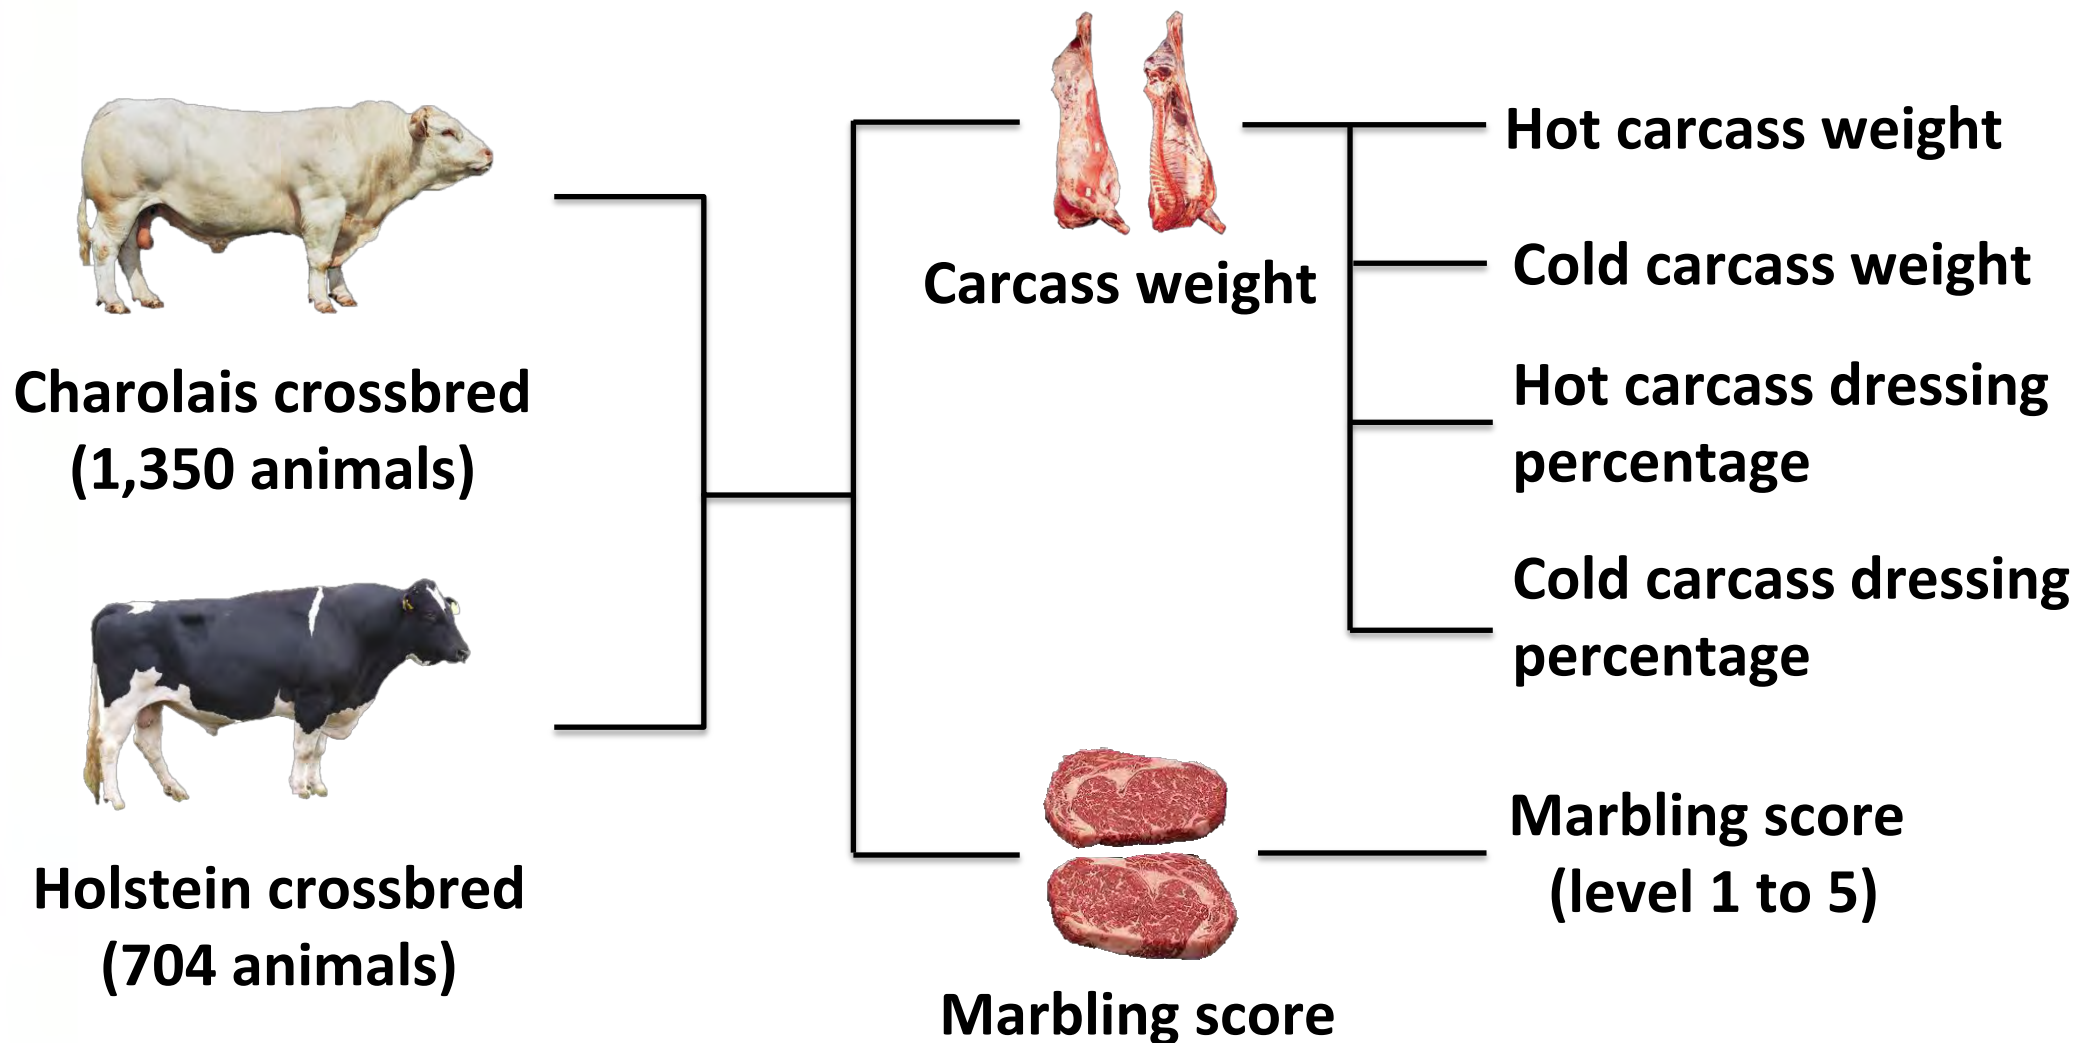 Charolais crossbred
(1,350 animals)
Holstein crossbred
(704 animals)
Carcass weight
Marbling score
Hot carcass weight
Cold carcass weight
Hot carcass dressing
percentage
Cold carcass dressing
percentage
Marbling score
(level 1 to 5)